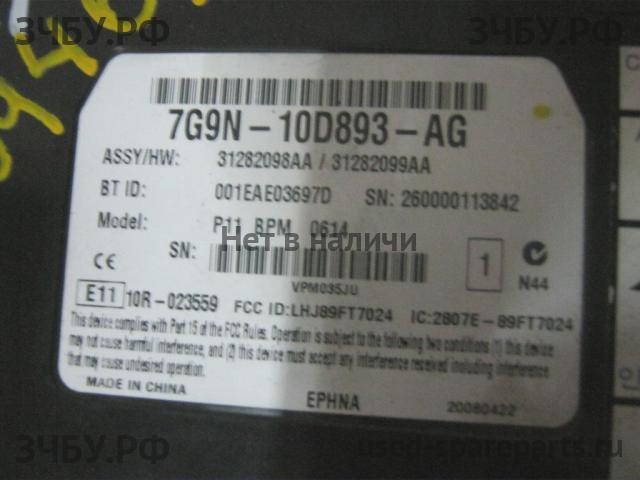 ЗЧБУ.РФ
ЗЧБУ.РФ
7G9N-10D893-AG
ASSY/HW: 31282098AA / 31282099AA
BT ID: 001EAE03697D SN: 260000113842
Model: P11 BPM 0614
Нет в наличи
SN:
VPM035JU
1
N44
CE
E11 10R-023559 FCC ID:LHJ89FT7024 IC:2807E-89FT7024
This device complies with Part 15 of the FCC Rules. Operation is subject to the following two conditions (1) this device
may not cause harmful interference, and (2) this device must accept any interference received including interference
that may cause undesired operation.
MADE IN CHINA
EPHNA
20080422
ЗЧБУ.РФ
used-spareparts.ru